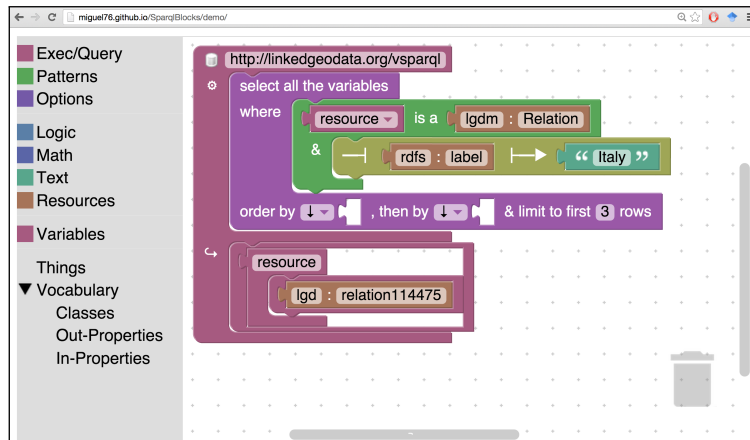 miguel76.github.io/SparqlBlocks/demo/
Exec/Query
Patterns
Options
Logic
Math
Text
Resources
Variables
Things
Vocabulary
Classes
Out-Properties
In-Properties
http://linkedgeodata.org/vsparql
select all the variables
where resource is a lgdm : Relation
& rdfs : label “ Italy ”
order by ↓ , then by ↓ & limit to first 3 rows
resource
lgd : relation114475